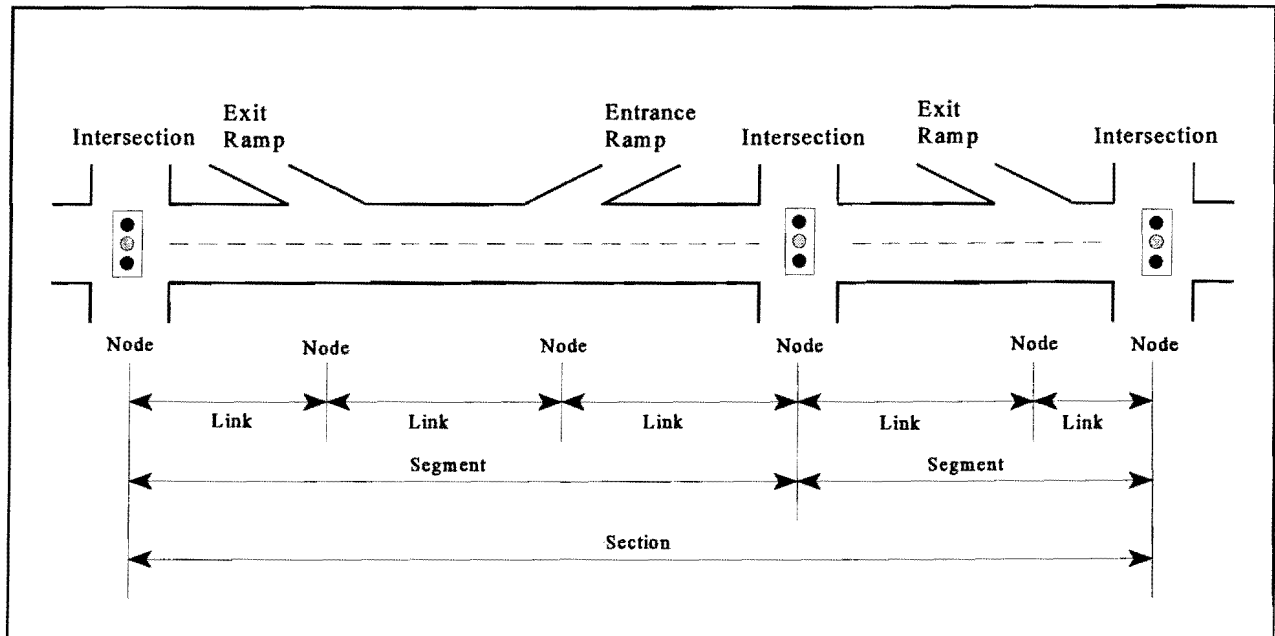 Exit
Ramp
Entrance
Ramp
Exit
Ramp
Intersection
Intersection
Intersection
Node
Node
Node
Node
Node
Node
Link
Link
Link
Link
Link
Segment
Segment
Section